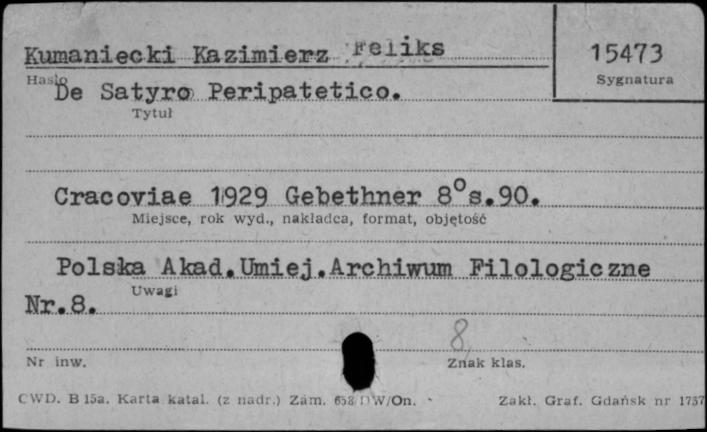 Kumaniecki Kazimierz Feliks
15473
Hasło
Sygnatura
De Satyro Peripatetico.
Tytuł
Cracoviae 1929 Gebethner 8° s.90.
Miejsce, rok wyd., nakładca, format, objętość
Polska Akad.Umiej.Archiwum Filologiczne
Uwagi
Nr.8.
8
Nr inw.
Znak klas.
CWD. B 15a. Karta katal. (z nadr.) Zam. 658/DW/On.
Zakł. Graf. Gdańsk nr 1757